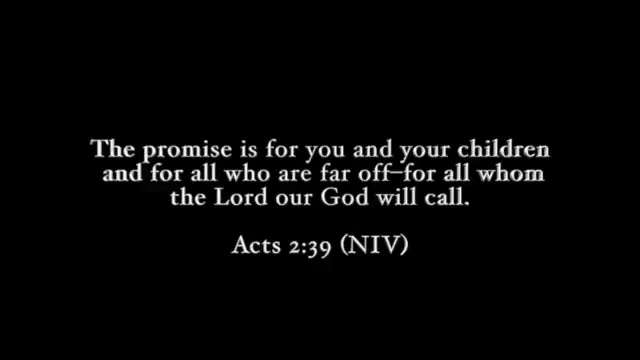 The promise is for you and your children
and for all who are far off–for all whom
the Lord our God will call.
Acts 2:39 (NIV)